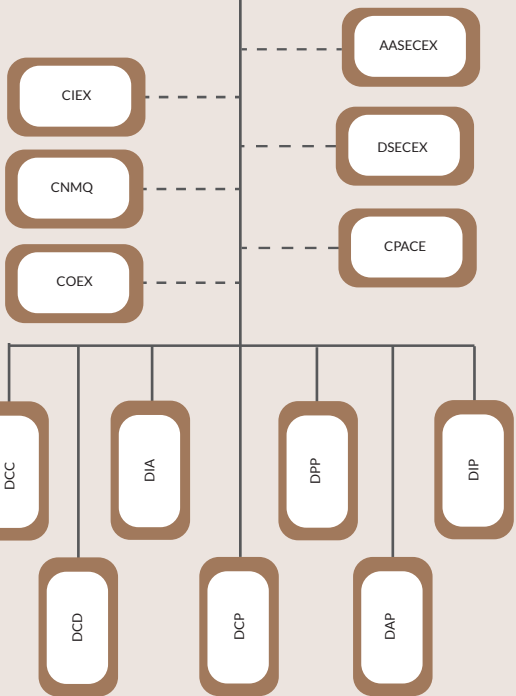 AASECEX
CIEX
DSECEX
CNMQ
CPACE
COEX
DCC
DIA
DPP
DIP
DCD
DCP
DAP